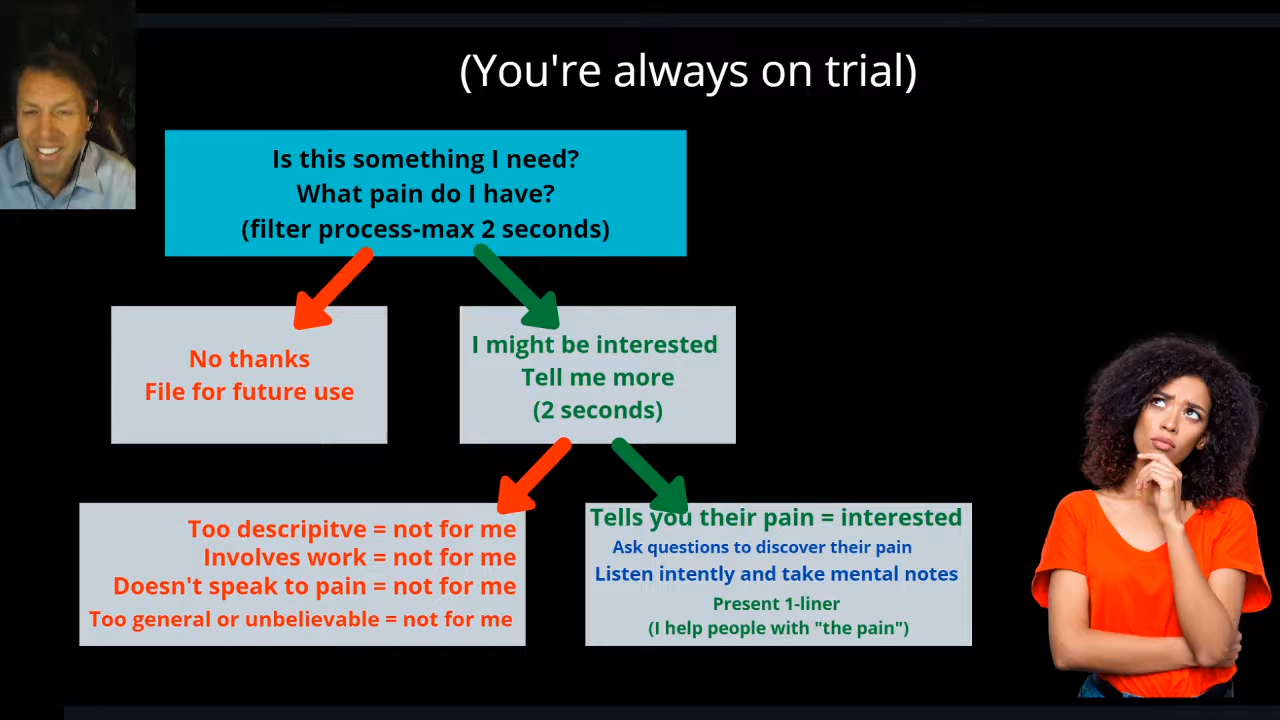 (You're always on trial)
Is this something I need?
What pain do I have?
(filter process-max 2 seconds)
No thanks
File for future use
I might be interested
Tell me more
(2 seconds)
Too descripitve = not for me
Involves work = not for me
Doesn't speak to pain = not for me
Too general or unbelievable = not for me
Tells you their pain = interested
Ask questions to discover their pain
Listen intently and take mental notes
Present 1-liner
(I help people with "the pain")